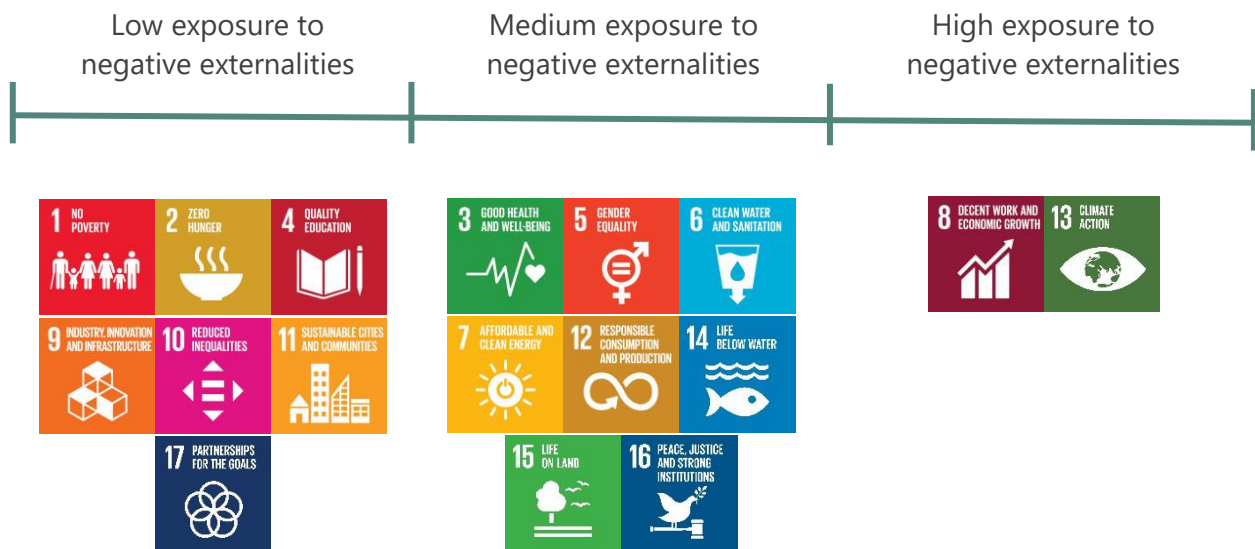 Low exposure to
negative externalities
Medium exposure to
negative externalities
High exposure to
negative externalities
1 NO
POVERTY
2 ZERO
HUNGER
4 QUALITY
EDUCATION
9 INDUSTRY, INNOVATION
AND INFRASTRUCTURE
10 REDUCED
INEQUALITIES
11 SUSTAINABLE CITIES
AND COMMUNITIES
17 PARTNERSHIPS
FOR THE GOALS
3 GOOD HEALTH
AND WELL-BEING
5 GENDER
EQUALITY
6 CLEAN WATER
AND SANITATION
7 AFFORDABLE AND
CLEAN ENERGY
12 RESPONSIBLE
CONSUMPTION
AND PRODUCTION
14 LIFE
BELOW WATER
15 LIFE
ON LAND
16 PEACE, JUSTICE
AND STRONG
INSTITUTIONS
8 DECENT WORK AND
ECONOMIC GROWTH
13 CLIMATE
ACTION